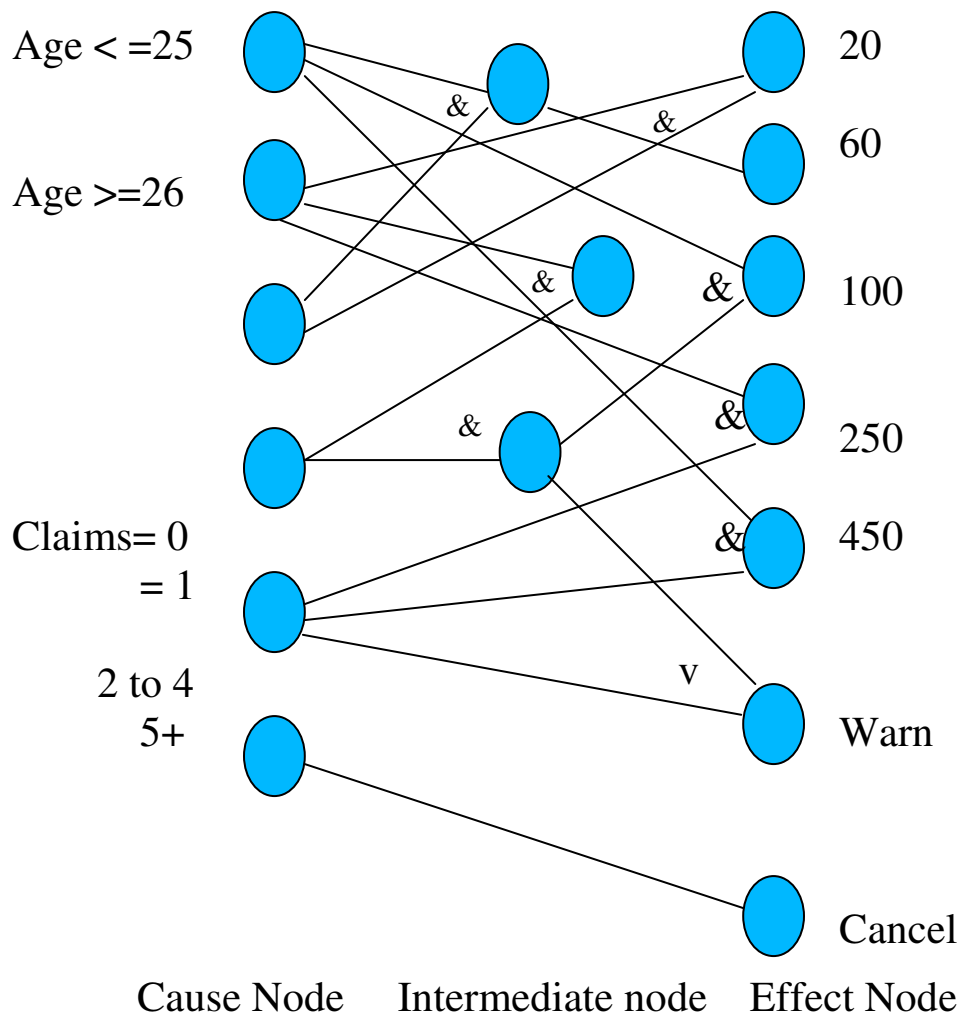 Age < =25
20
&
&
60
Age >=26
&
&
100
&
&
250
Claims= 0
&
450
= 1
2 to 4
v
5+
Warn
Cancel
Cause Node
Intermediate node
Effect Node